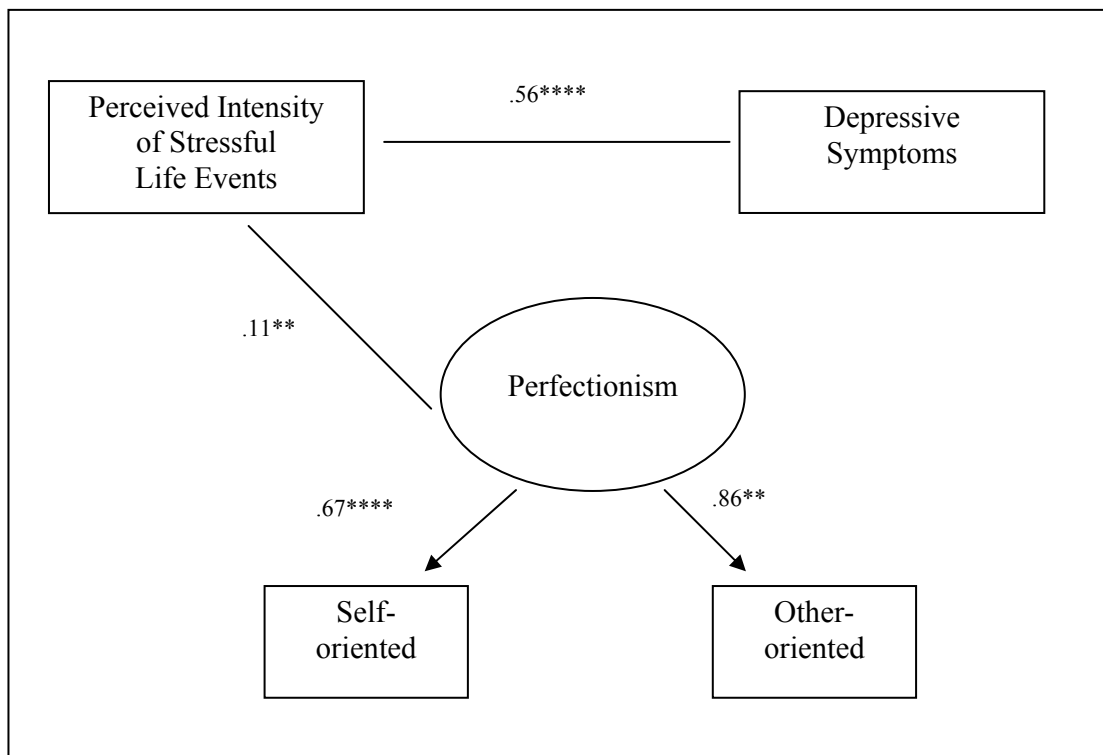 .56****
Perceived Intensity
of Stressful
Life Events
Depressive
Symptoms
.11**
Perfectionism
.67****
.86**
Self-
oriented
Other-
oriented